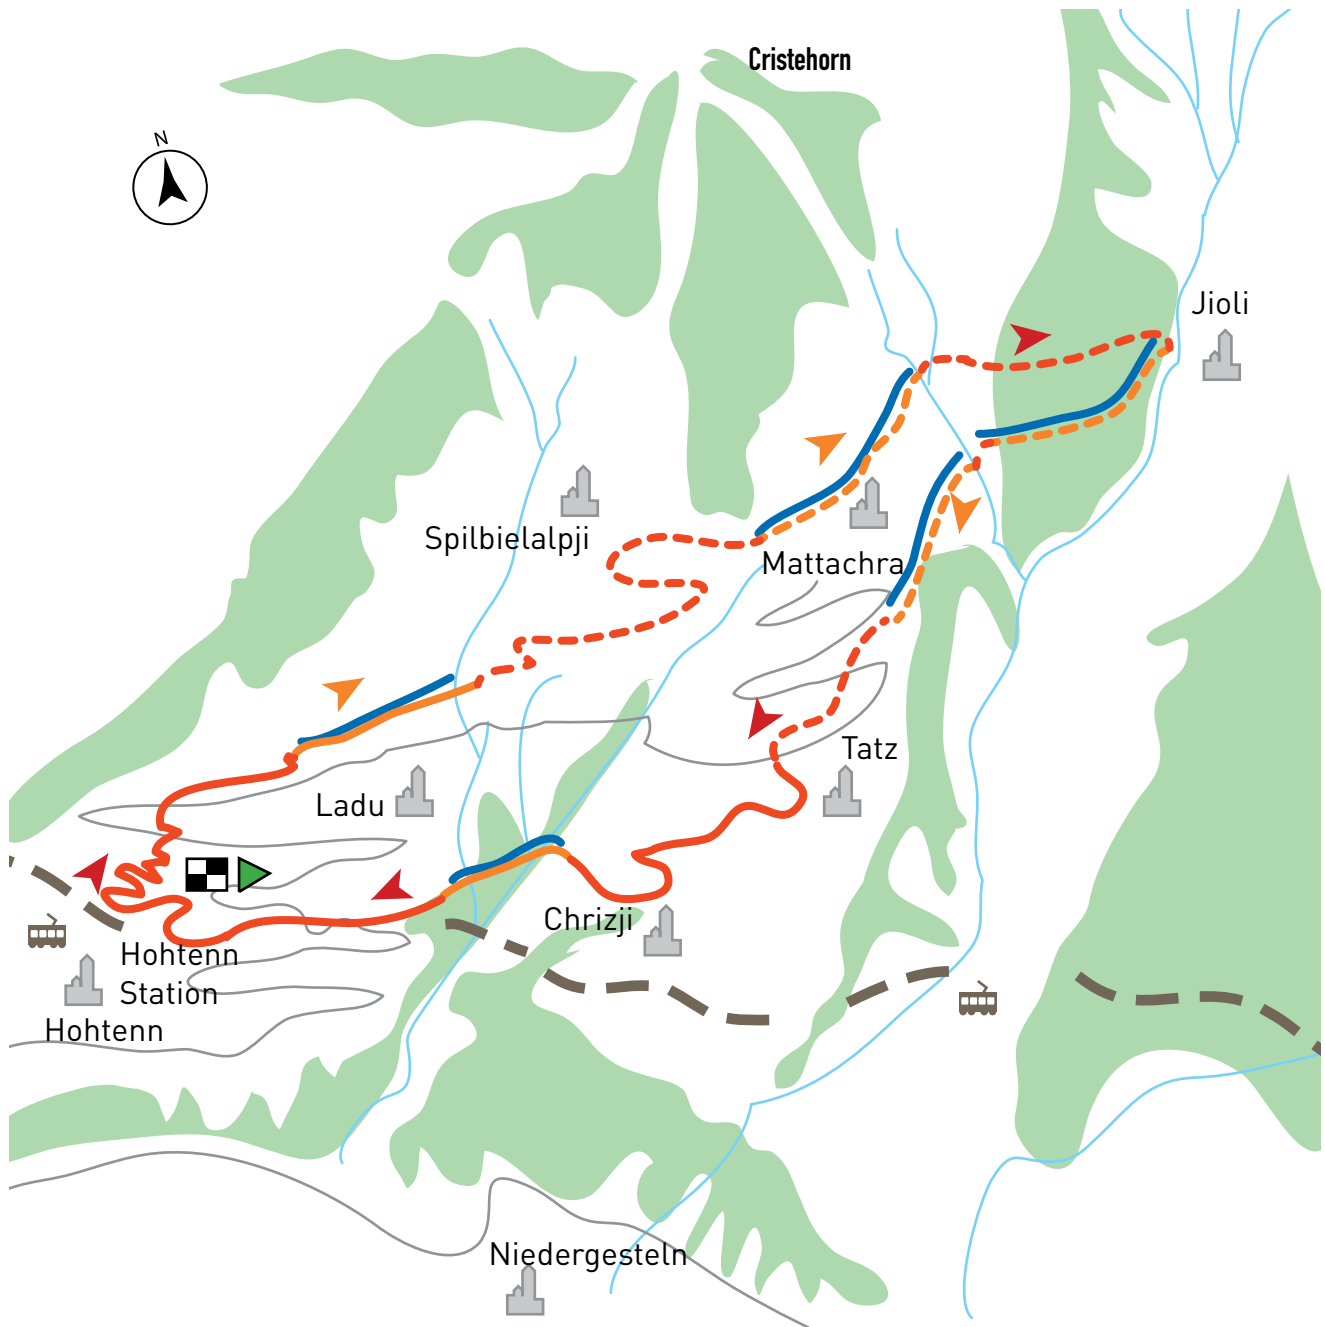 Cristehorn
N
Jioli
Spilbielalpji
Mattachra
Tatz
Ladu
Chrizji
Hohtenn
Station
Hohtenn
Niedergesteln